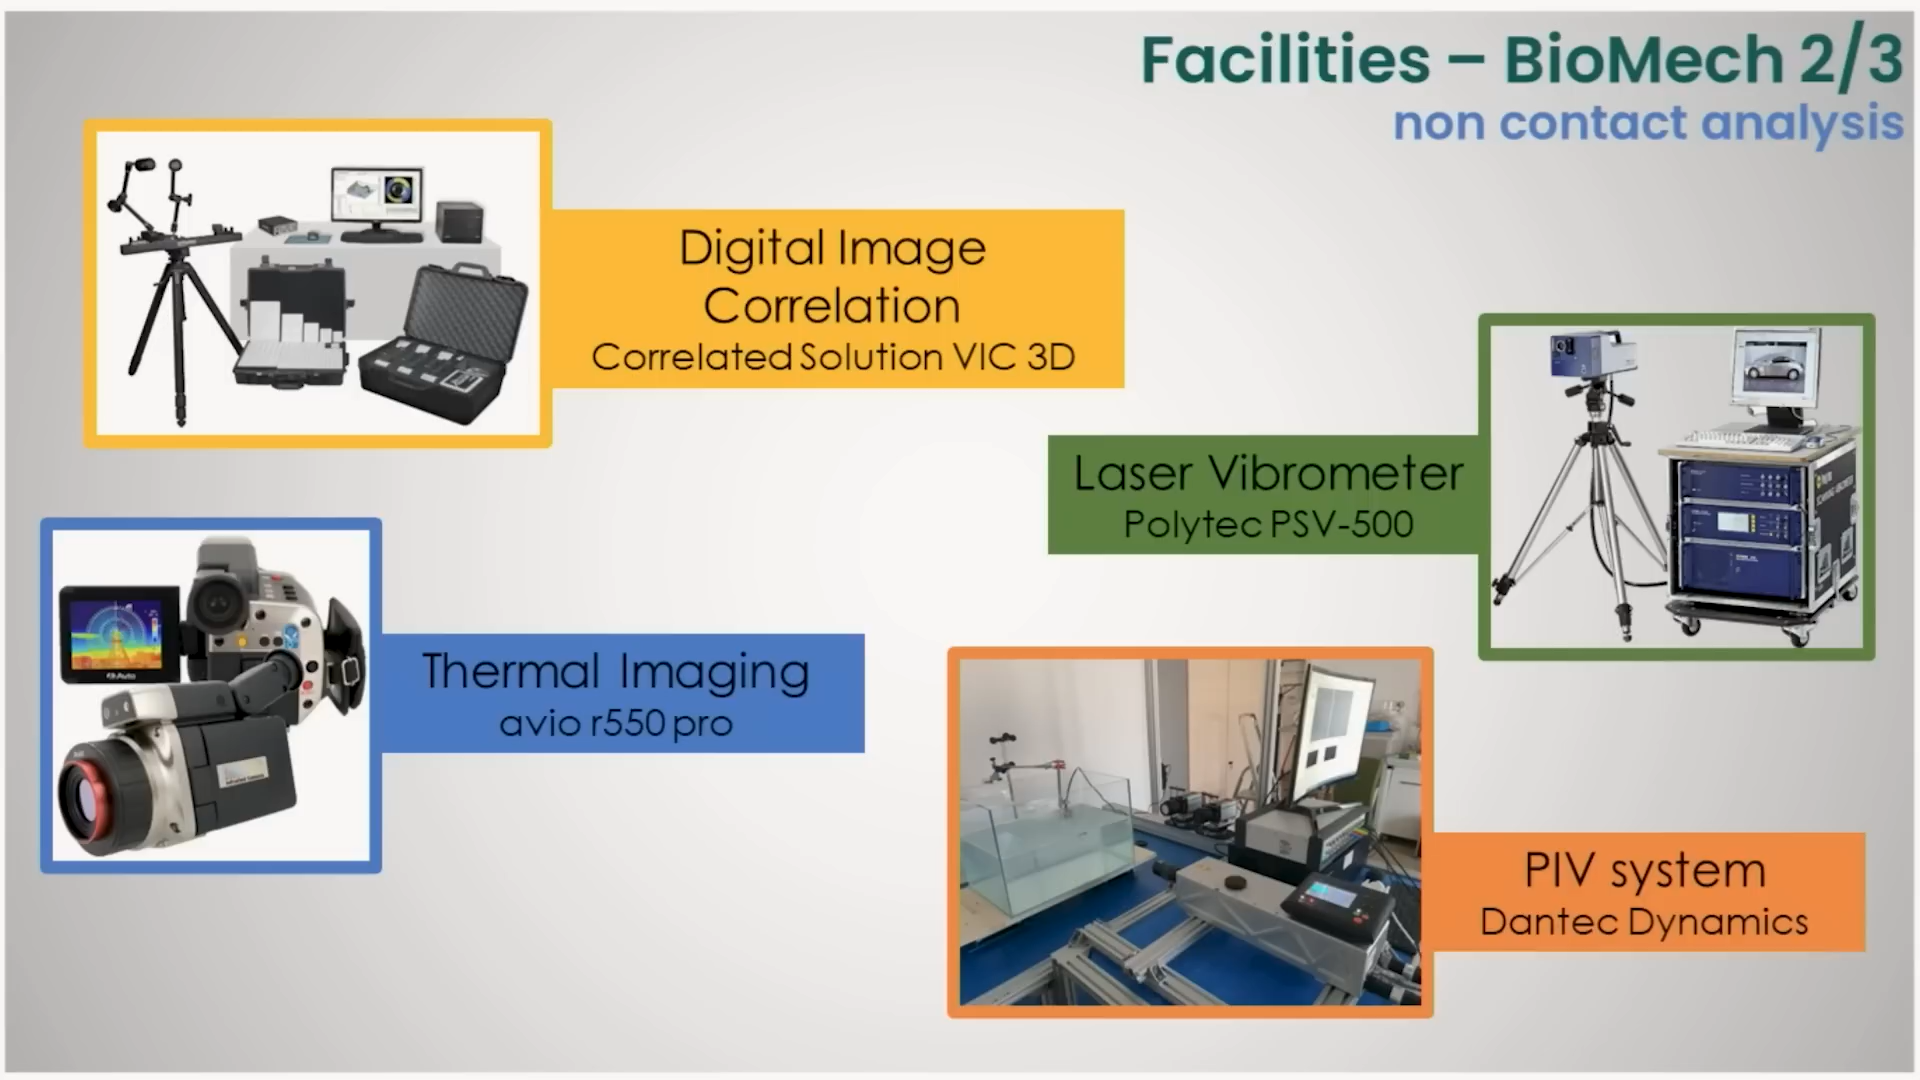 Facilities – BioMech 2/3
non contact analysis
Digital Image
Correlation
Correlated Solution VIC 3D
Laser Vibrometer
Polytec PSV-500
Thermal Imaging
avio r550 pro
PIV system
Dantec Dynamics